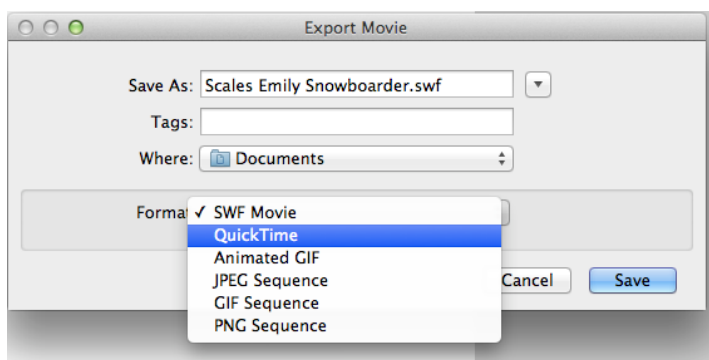 Export Movie
Save As: Scales Emily Snowboarder.swf
Tags:
Where: Documents
Format ✓ SWF Movie
QuickTime
Animated GIF
JPEG Sequence
GIF Sequence
PNG Sequence
Cancel Save